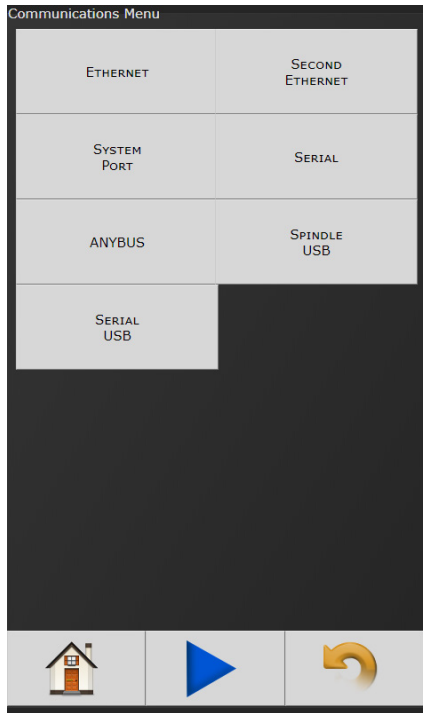 Communications Menu
Ethernet
Second
Ethernet
System
Port
Serial
ANYBUS
Spindle
USB
Serial
USB